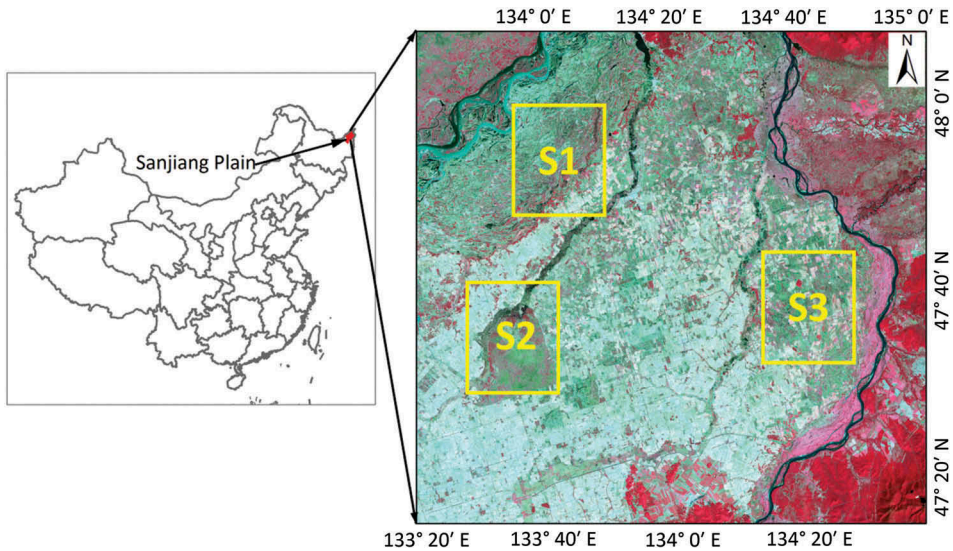 134° 0′ E 134° 20′ E 134° 40′ E 135° 0′ E
N
48° 0′ N
S1
Sanjiang Plain
47° 40′ N
S3
S2
47° 20′ N
133° 20′ E 133° 40′ E 134° 0′ E 134° 20′ E